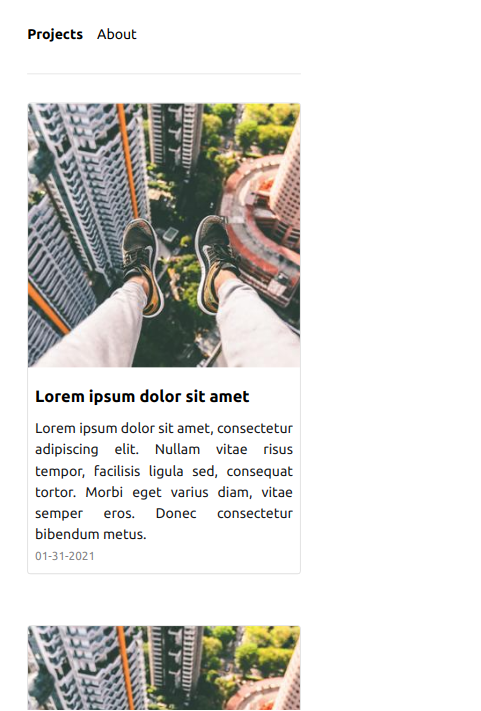 Projects About
Lorem ipsum dolor sit amet
Lorem ipsum dolor sit amet, consectetur
adipiscing elit. Nullam vitae risus
tempor, facilisis ligula sed, consequat
tortor. Morbi eget varius diam, vitae
semper eros. Donec consectetur
bibendum metus.
01-31-2021